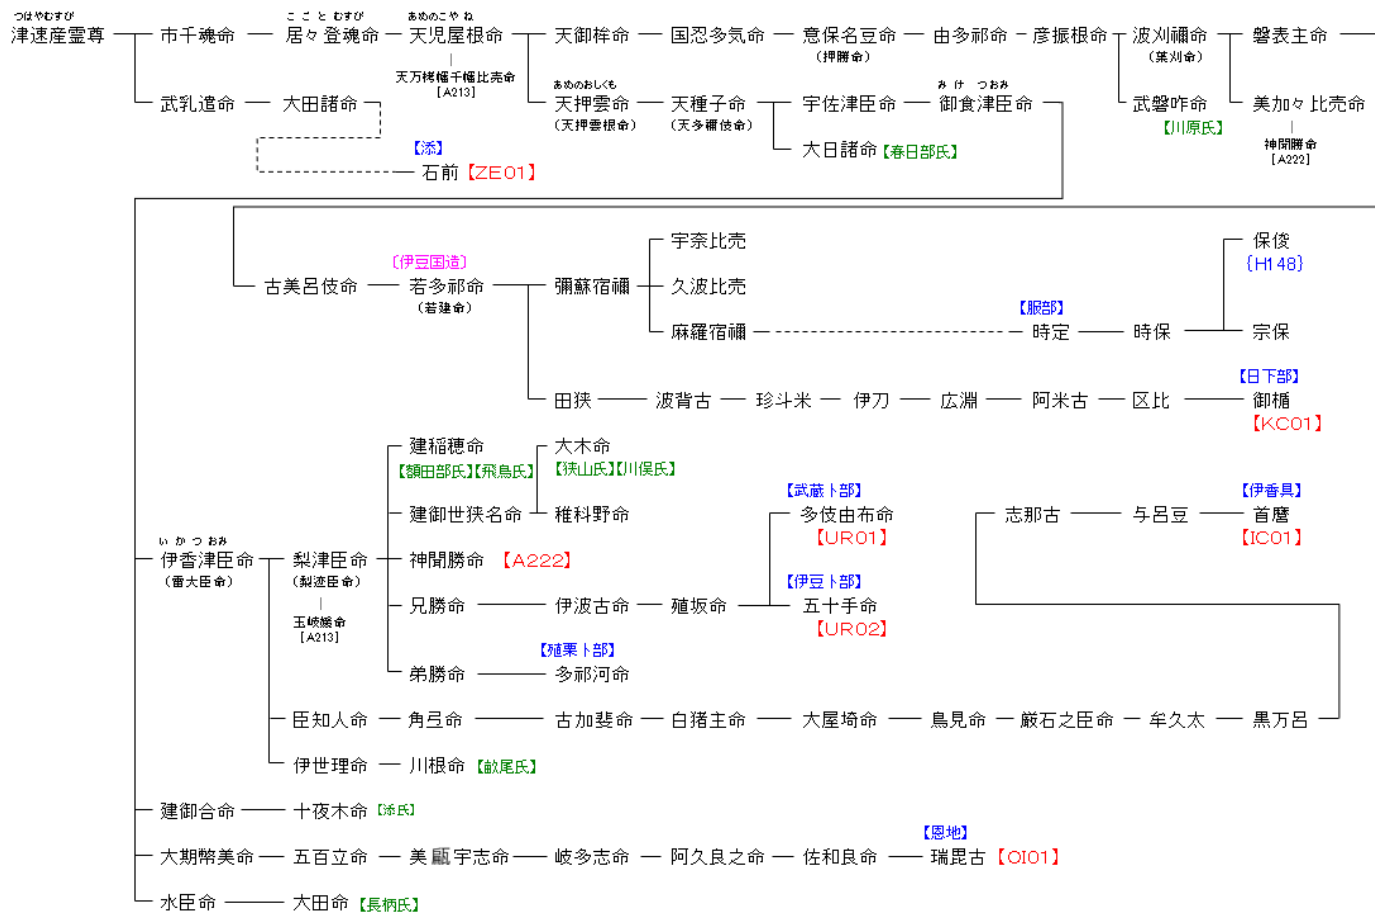 つはやむすび
こごとむすび
あめのこやね
津速産霊尊 市千魂命 居々登魂命 天児屋根命 天御桙命 国忍多気命 意保名豆命 由多祁命 彦振根命 波刈禰命 磐表主命
(押勝命) (葉刈命)
天万栲幡千幡比売命
[A213]
あめのおしくも
みけつおみ
武乳遺命 大田諸命 天押雲命 天種子命 宇佐津臣命 御食津臣命 武磐咋命 美加々比売命
(天押雲根命) (天多禰伎命)
【川原氏】
神聞勝命
[A222]
大日諸命【春日部氏】
【添】
石前【ZE01】
宇奈比売 保俊
{H148}
〔伊豆国造〕
古美呂伎命 若多祁命 彌蘇宿禰 久波比売
(若建命)
【服部】
麻羅宿禰 時定 時保 宗保
【日下部】
田狭 波背古 珍斗米 伊刀 広淵 阿米古 区比 御楯
【KC01】
建稲穂命 大木命
【額田部氏】【飛鳥氏】 【狭山氏】【川俣氏】
【武蔵卜部】 【伊香具】
建御世狭名命 稚科野命 多伎由布命 志那古 与呂豆 首麿
【UR01】 【IC01】
いかつおみ
伊香津臣命 梨津臣命 神聞勝命 【A222】
(雷大臣命) (梨迹臣命)
【伊豆卜部】
兄勝命 伊波古命 殖坂命 五十手命
【UR02】
[A213]
【殖栗卜部】
弟勝命 多祁河命
臣知人命 角弖命 古加斐命 白猪主命 大屋埼命 鳥見命 厳石之臣命 牟久太 黒万呂
伊世理命 川根命 【畝尾氏】
建御合命 十夜木命【添氏】
【恩地】
大期幣美命 五百立命 美甌宇志命 岐多志命 阿久良之命 佐和良命 瑞毘古【OI01】
水臣命 大田命【長柄氏】